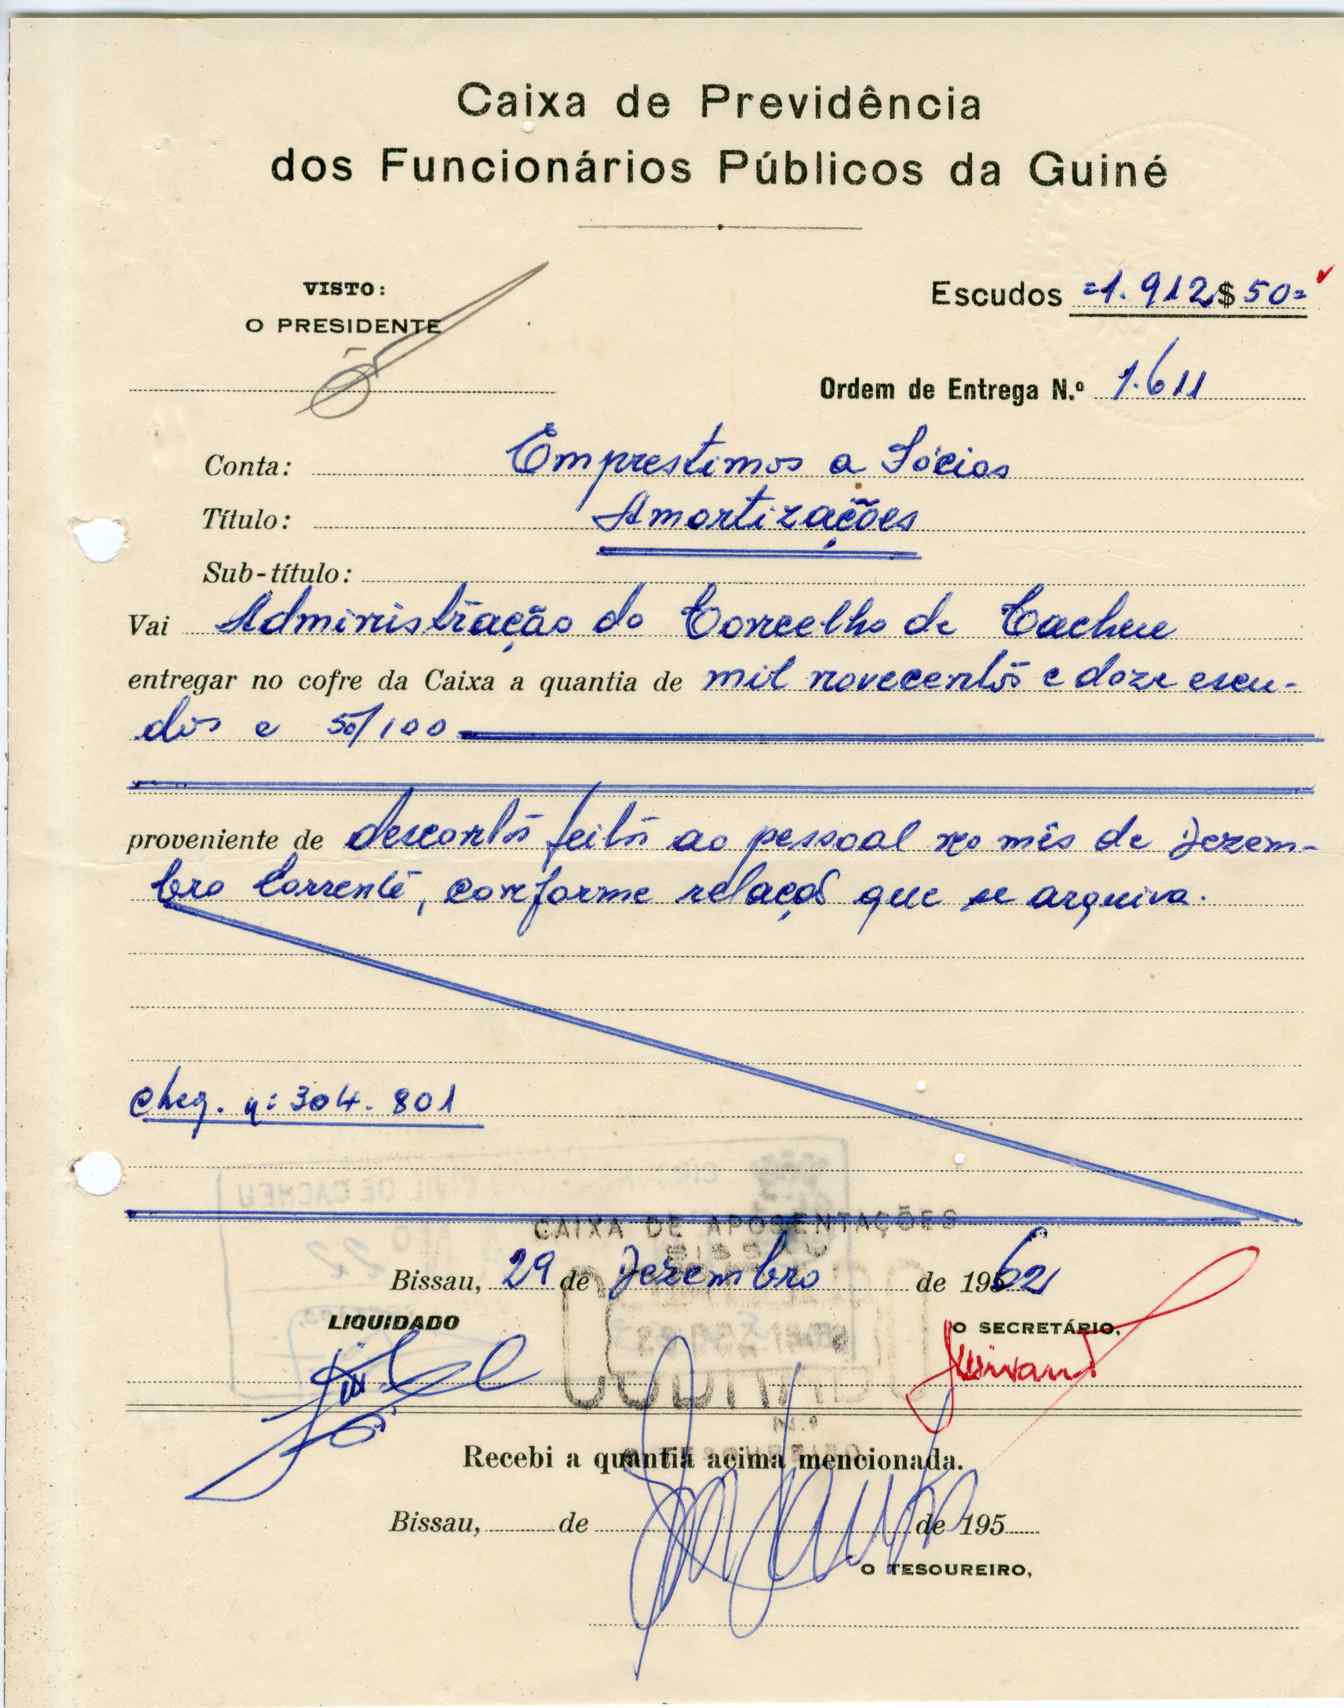 Caixa de Previdência
dos Funcionários Públicos da Guiné
VISTO:
O PRESIDENTE
Escudos =1.912$50=
Ordem de Entrega N.º 1.611
Conta: Emprestimos a Sócios
Título: Amortizações
Sub-título:
Vai Administração do Concelho de Cacheu
entregar no cofre da Caixa a quantia de mil novecentos e doze escu-
dos e 50/100
proveniente de descontos feitos ao pessoal no mês de Dezem-
bro corrente, conforme relação que se arquiva.
cheq. nº 304.801
CAIXA DE APOSENTAÇÕES
BISSAU
Bissau, 29 de Dezembro de 1962
LIQUIDADO
O SECRETÁRIO,
Recebi a quantia acima mencionada.
Bissau, de de 195
O TESOUREIRO,